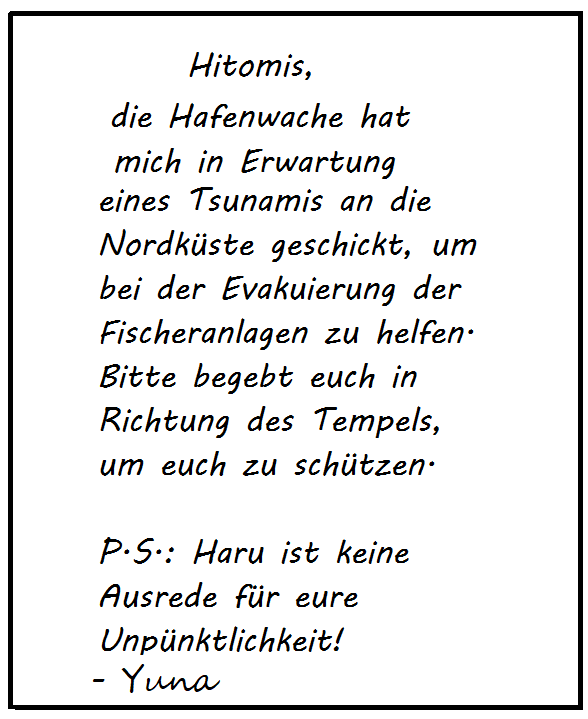 Hitomis,
die Hafenwache hat
mich in Erwartung
eines Tsunamis an die
Nordküste geschickt, um
bei der Evakuierung der
Fischeranlagen zu helfen.
Bitte begebt euch in
Richtung des Tempels,
um euch zu schützen.
P.S.: Haru ist keine
Ausrede für eure
Unpünktlichkeit!
- Yuna